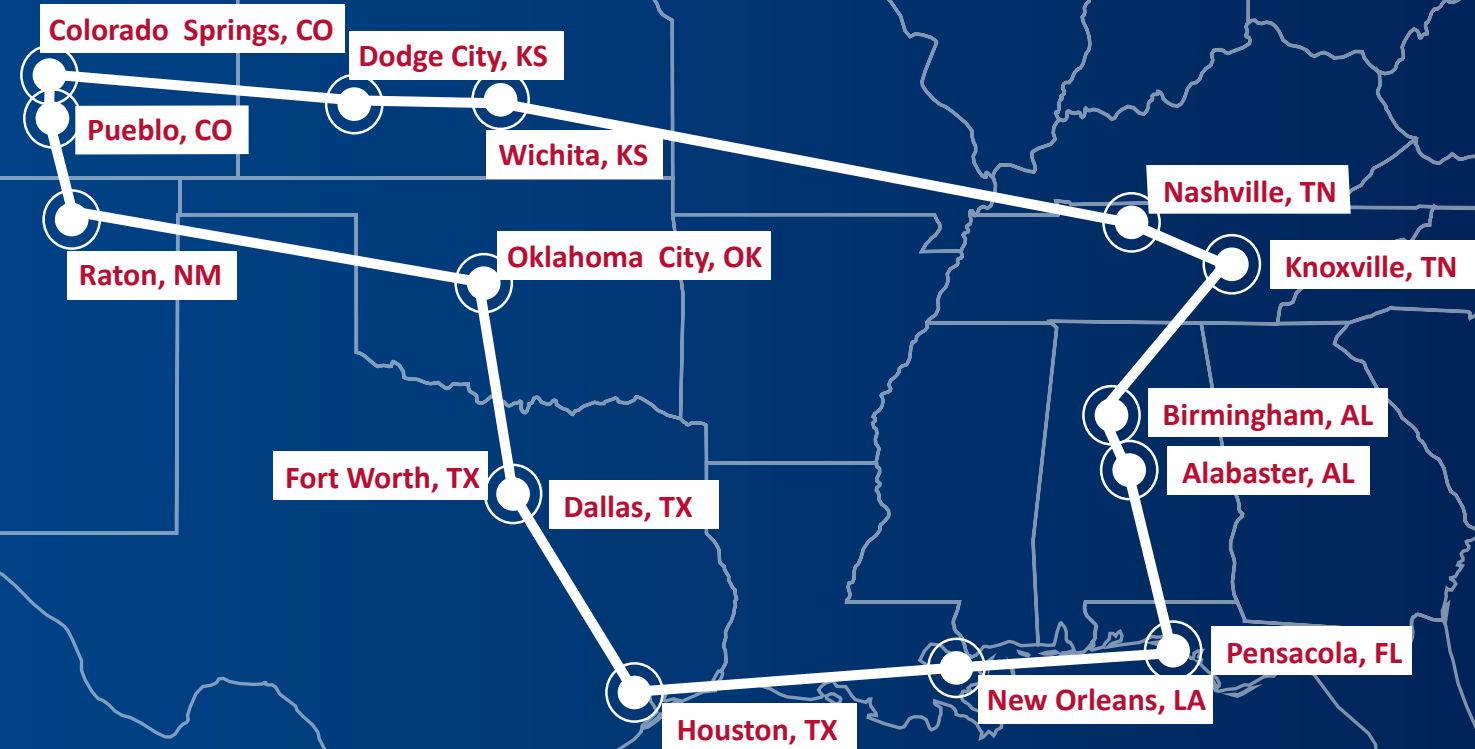 Colorado  Springs, CO
Dodge City, KS
Pueblo, CO
Wichita, KS
Nashville, TN
Raton, NM
Oklahoma  City, OK
Knoxville, TN
Birmingham, AL
Alabaster, AL
Fort Worth, TX
Dallas, TX
Pensacola, FL
New Orleans, LA
Houston, TX